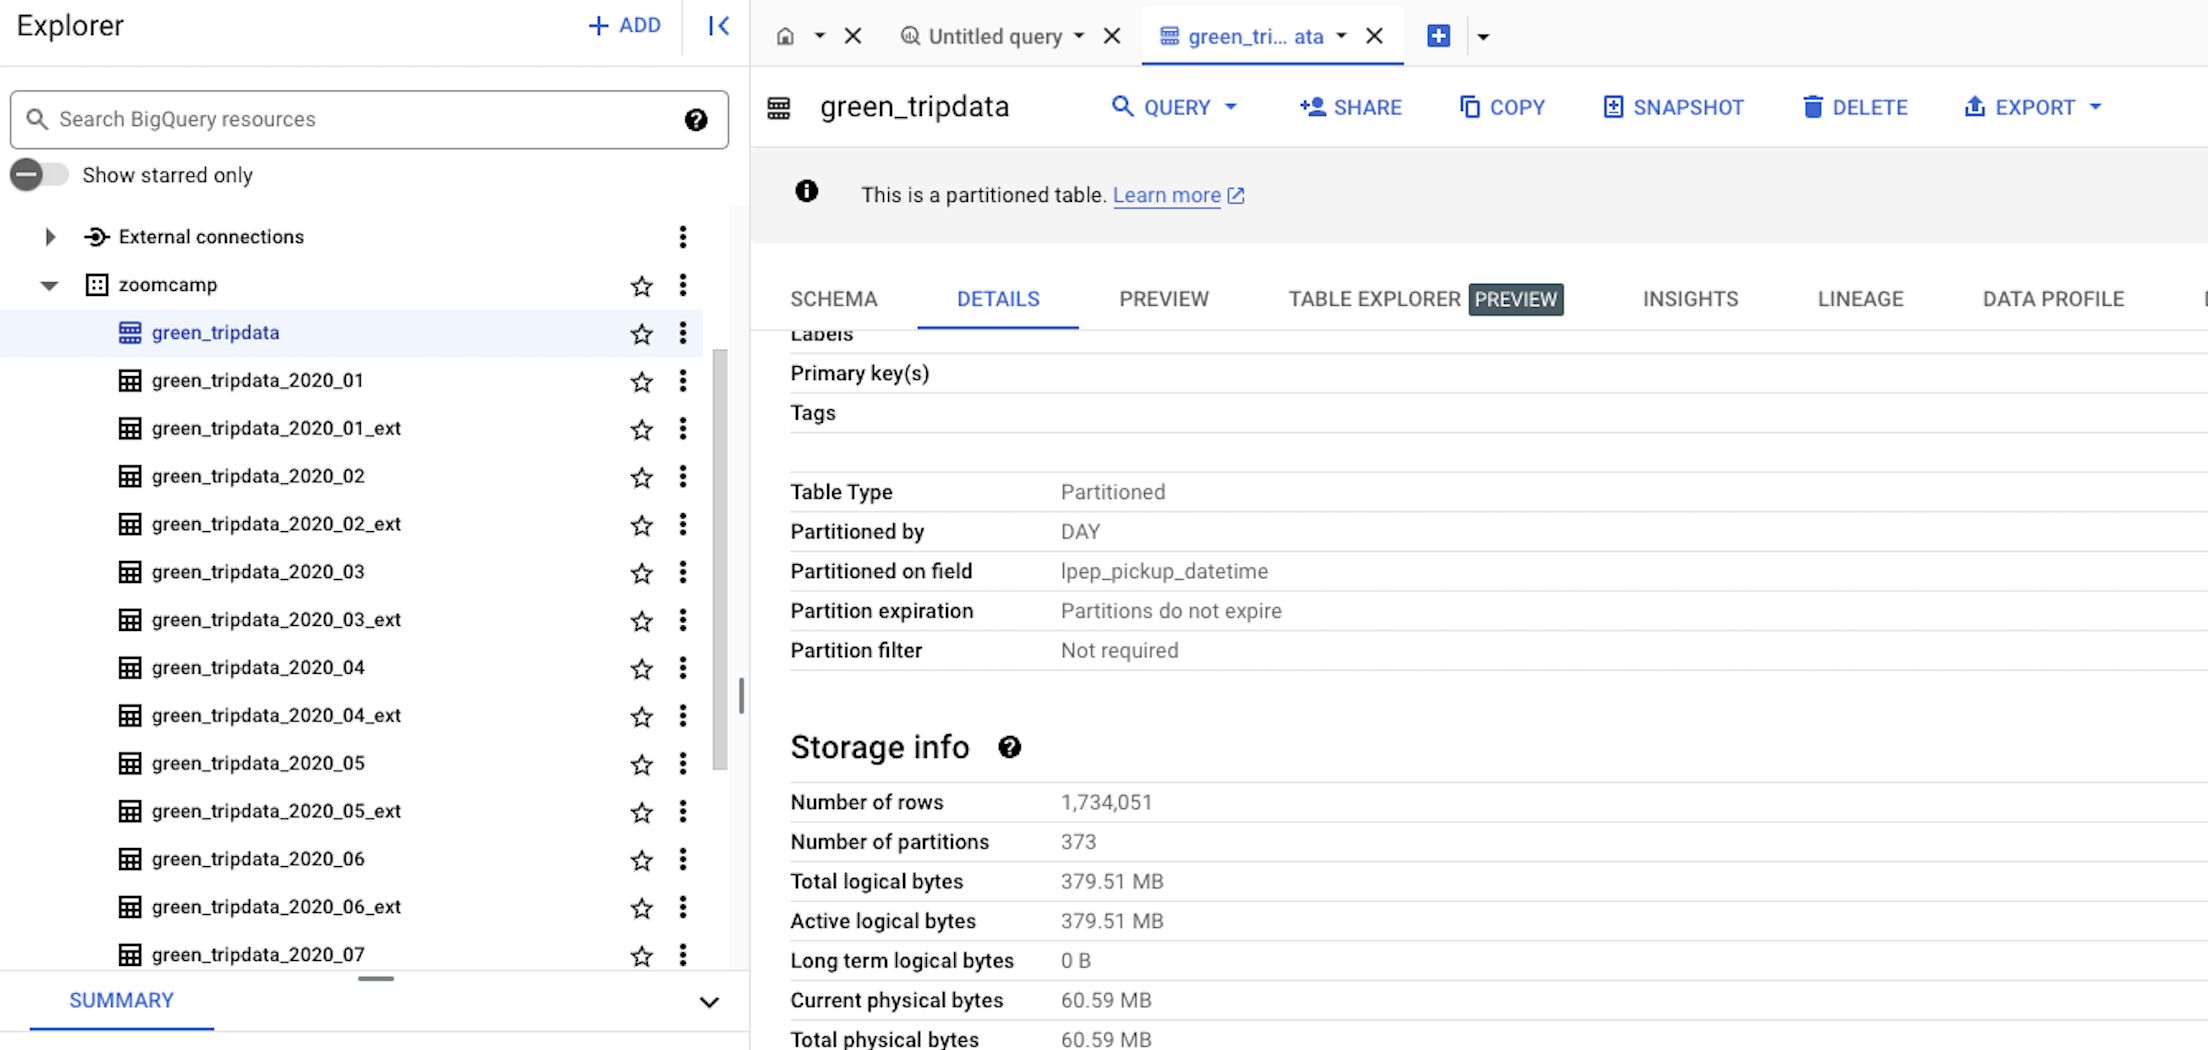 Explorer
ADD
Search BigQuery resources
Show starred only
External connections
zoomcamp
green_tripdata
green_tripdata_2020_01
green_tripdata_2020_01_ext
green_tripdata_2020_02
green_tripdata_2020_02_ext
green_tripdata_2020_03
green_tripdata_2020_03_ext
green_tripdata_2020_04
green_tripdata_2020_04_ext
green_tripdata_2020_05
green_tripdata_2020_05_ext
green_tripdata_2020_06
green_tripdata_2020_06_ext
green_tripdata_2020_07
SUMMARY
Untitled query
green_tri... ata
green_tripdata
QUERY
SHARE
COPY
SNAPSHOT
DELETE
EXPORT
This is a partitioned table. Learn more
SCHEMA
DETAILS
PREVIEW
TABLE EXPLORER PREVIEW
INSIGHTS
LINEAGE
DATA PROFILE
Labels
Primary key(s)
Tags
Table Type Partitioned
Partitioned by DAY
Partitioned on field lpep_pickup_datetime
Partition expiration Partitions do not expire
Partition filter Not required
Storage info
Number of rows 1,734,051
Number of partitions 373
Total logical bytes 379.51 MB
Active logical bytes 379.51 MB
Long term logical bytes 0 B
Current physical bytes 60.59 MB
Total physical bytes 60.59 MB